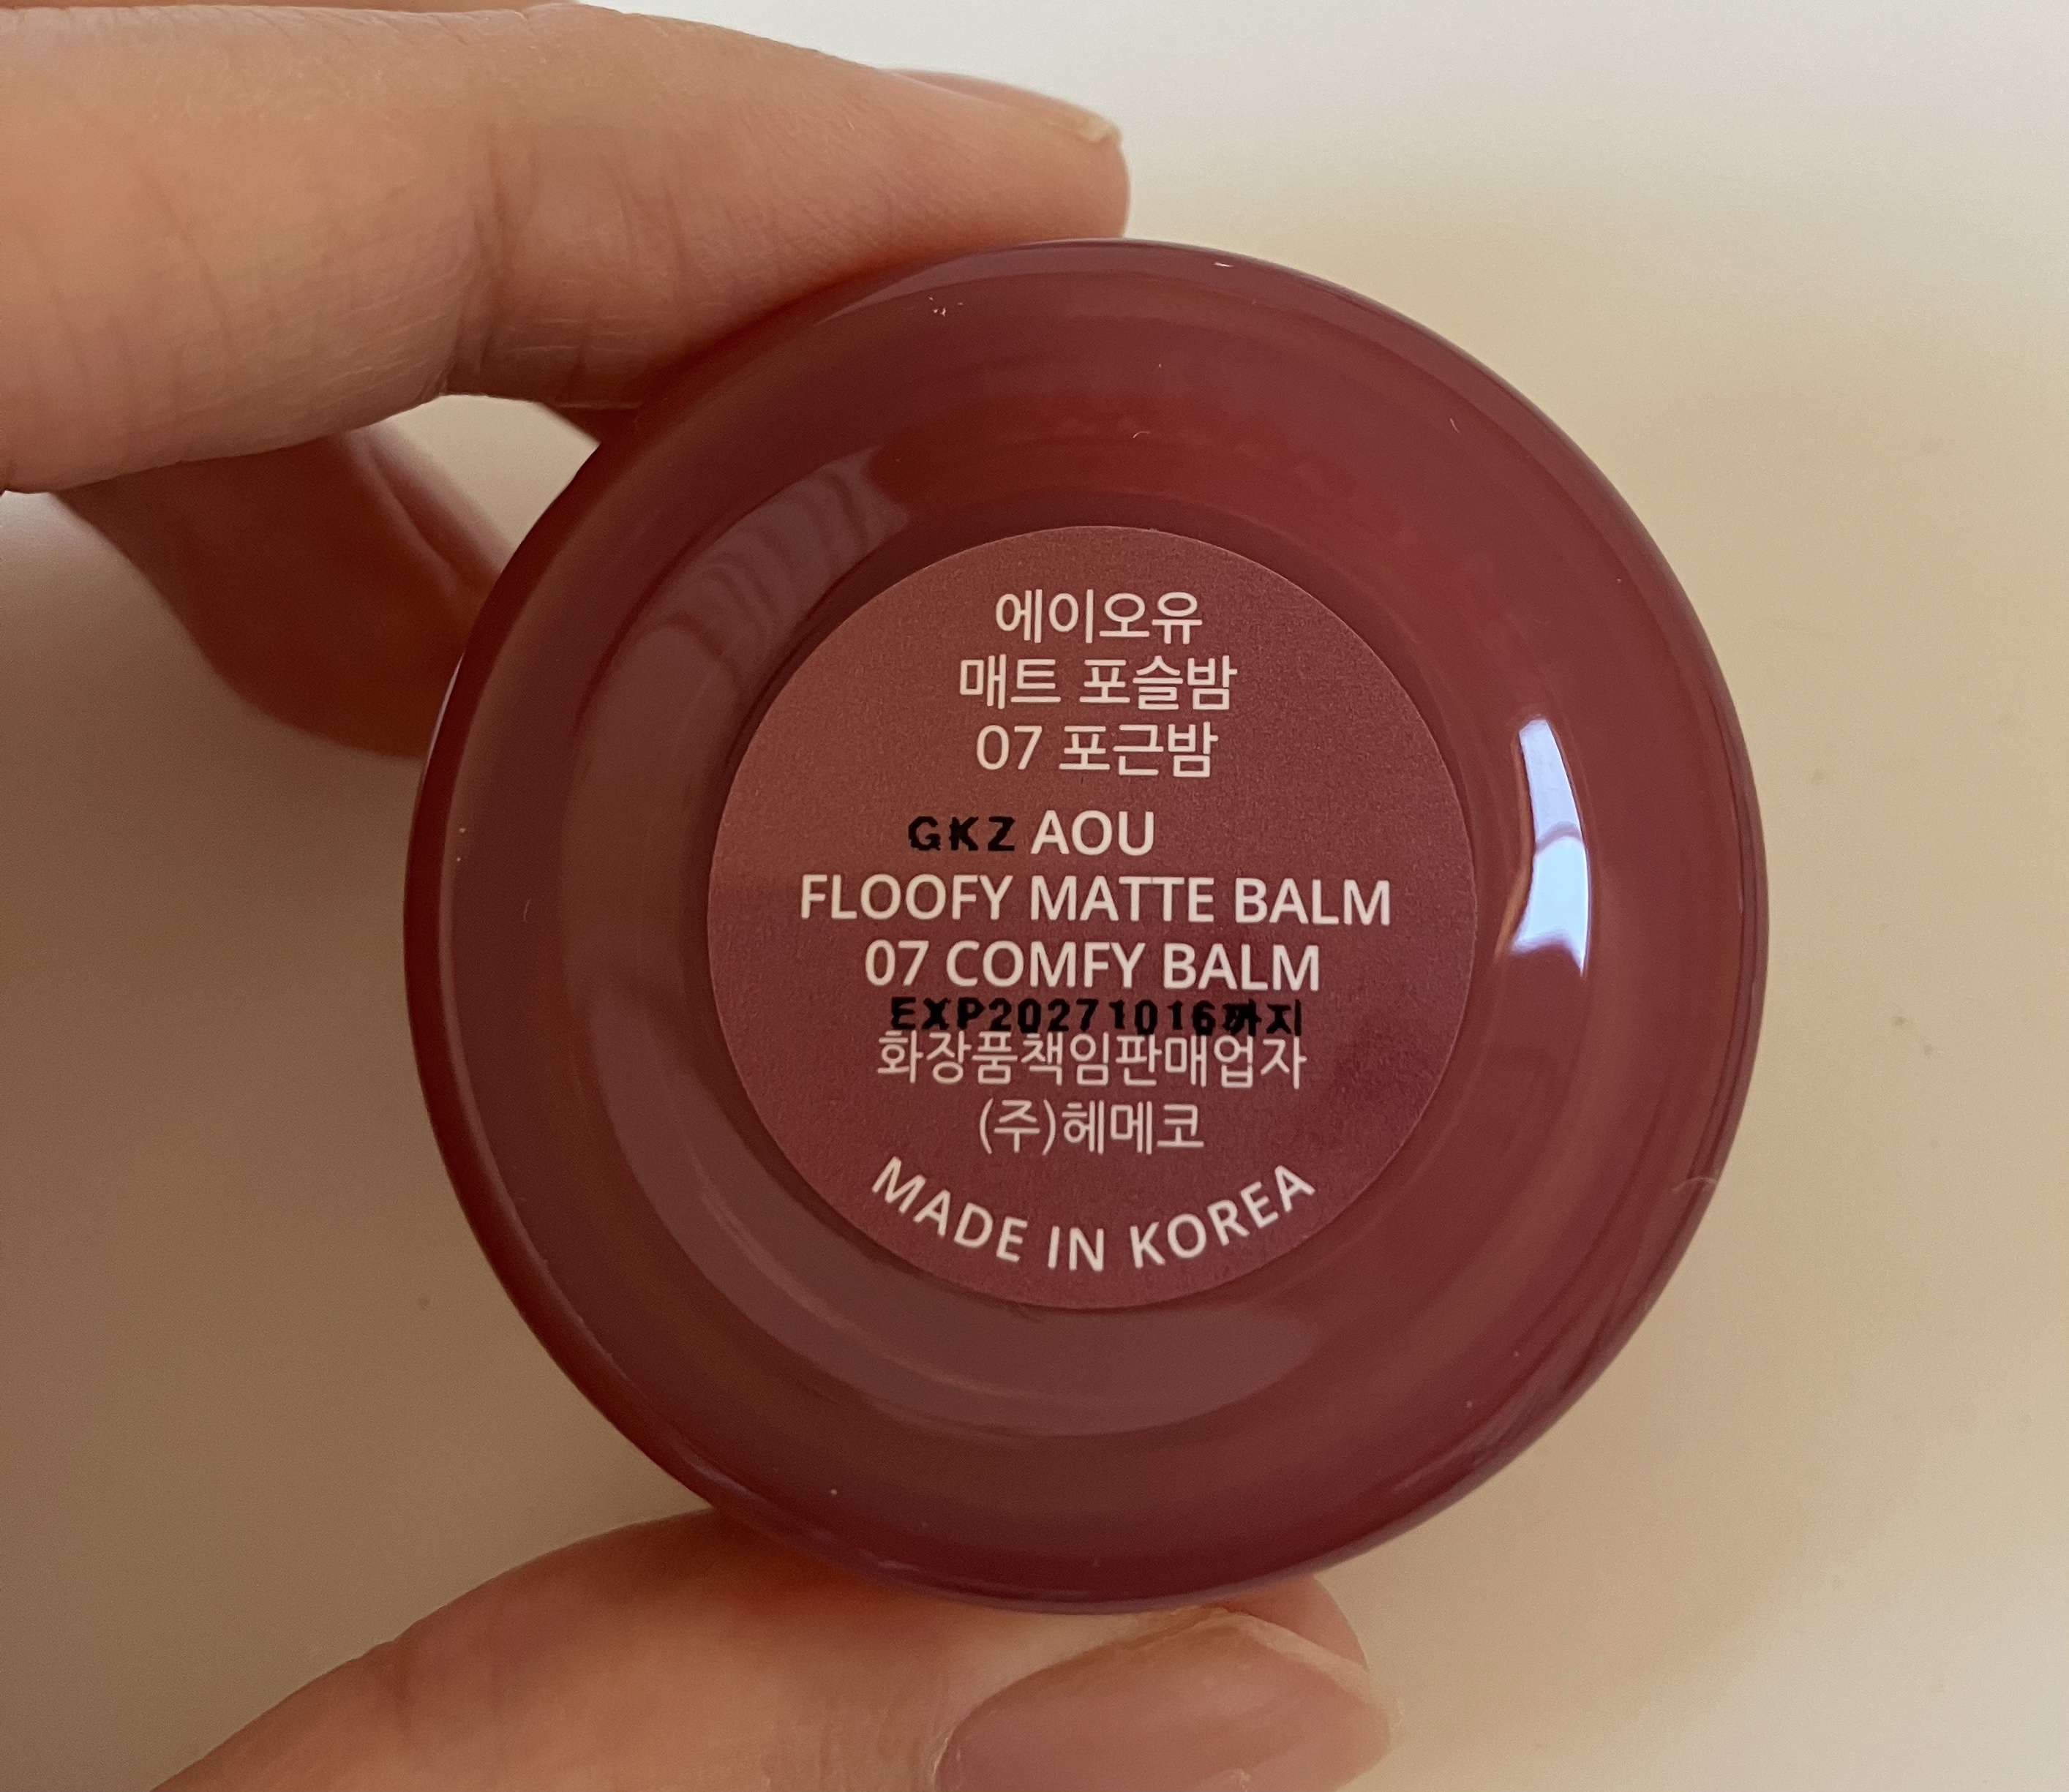 에이오유
매트 포슬밤
07 포근밤
GKZ AOU
FLOOFY MATTE BALM
07 COMFY BALM
EXP20271016까지
화장품책임판매업자
(주)헤메코
MADE IN KOREA